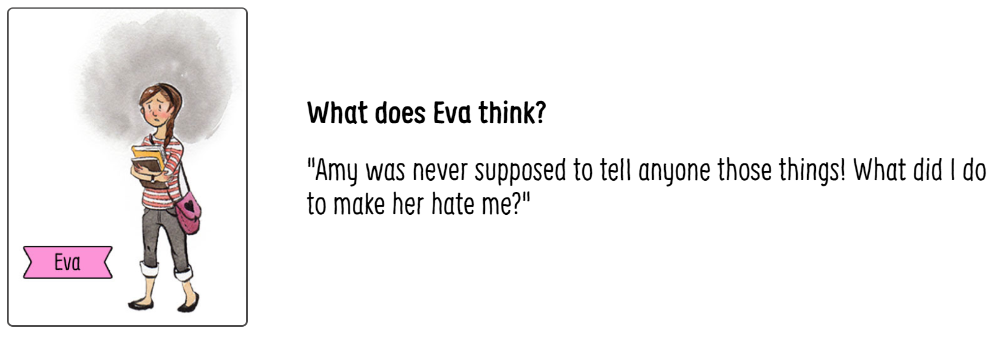 What does Eva think?
"Amy was never supposed to tell anyone those things! What did I do
to make her hate me?"
Eva